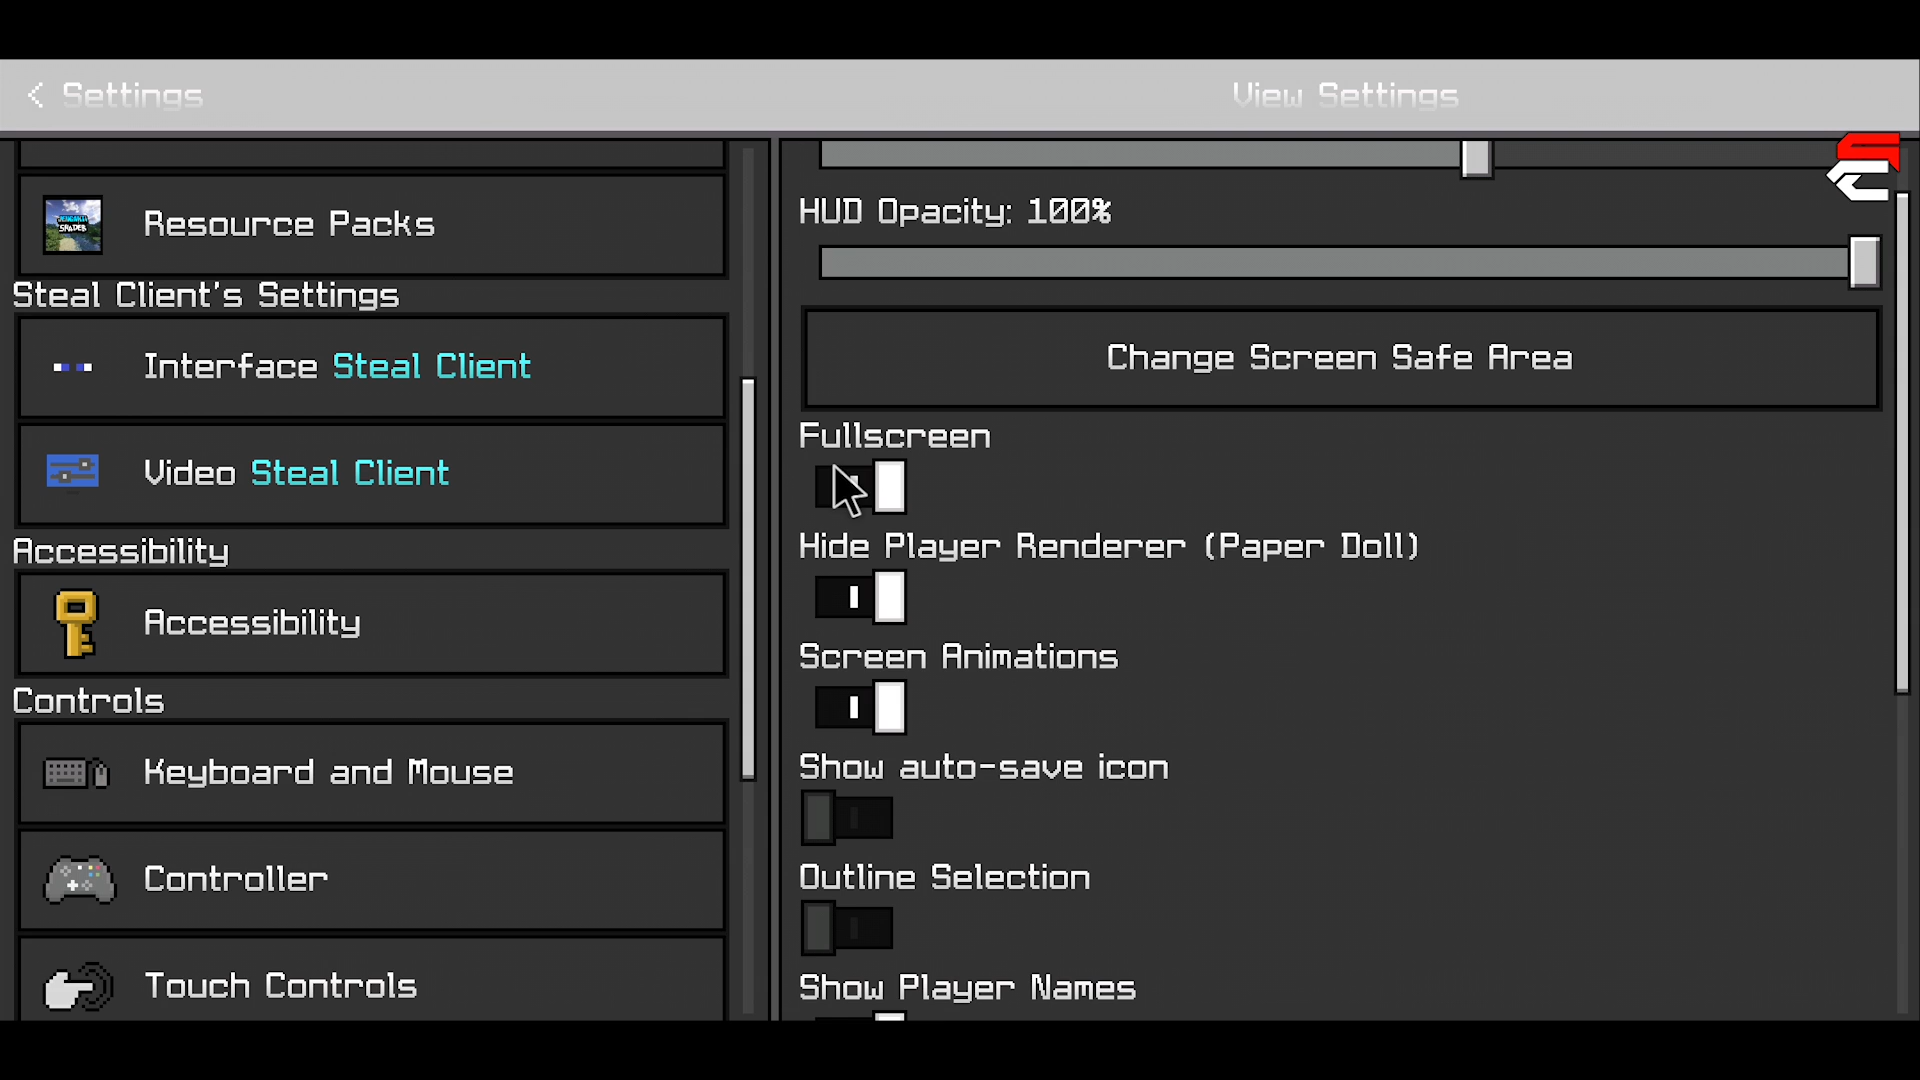 Settings
View Settings
Resource Packs
Steal Client's Settings
Interface Steal Client
Video Steal Client
Accessibility
Accessibility
Controls
Keyboard and Mouse
Controller
Touch Controls
HUD Opacity: 100%
Change Screen Safe Area
Fullscreen
Hide Player Renderer (Paper Doll)
Screen Animations
Show auto-save icon
Outline Selection
Show Player Names